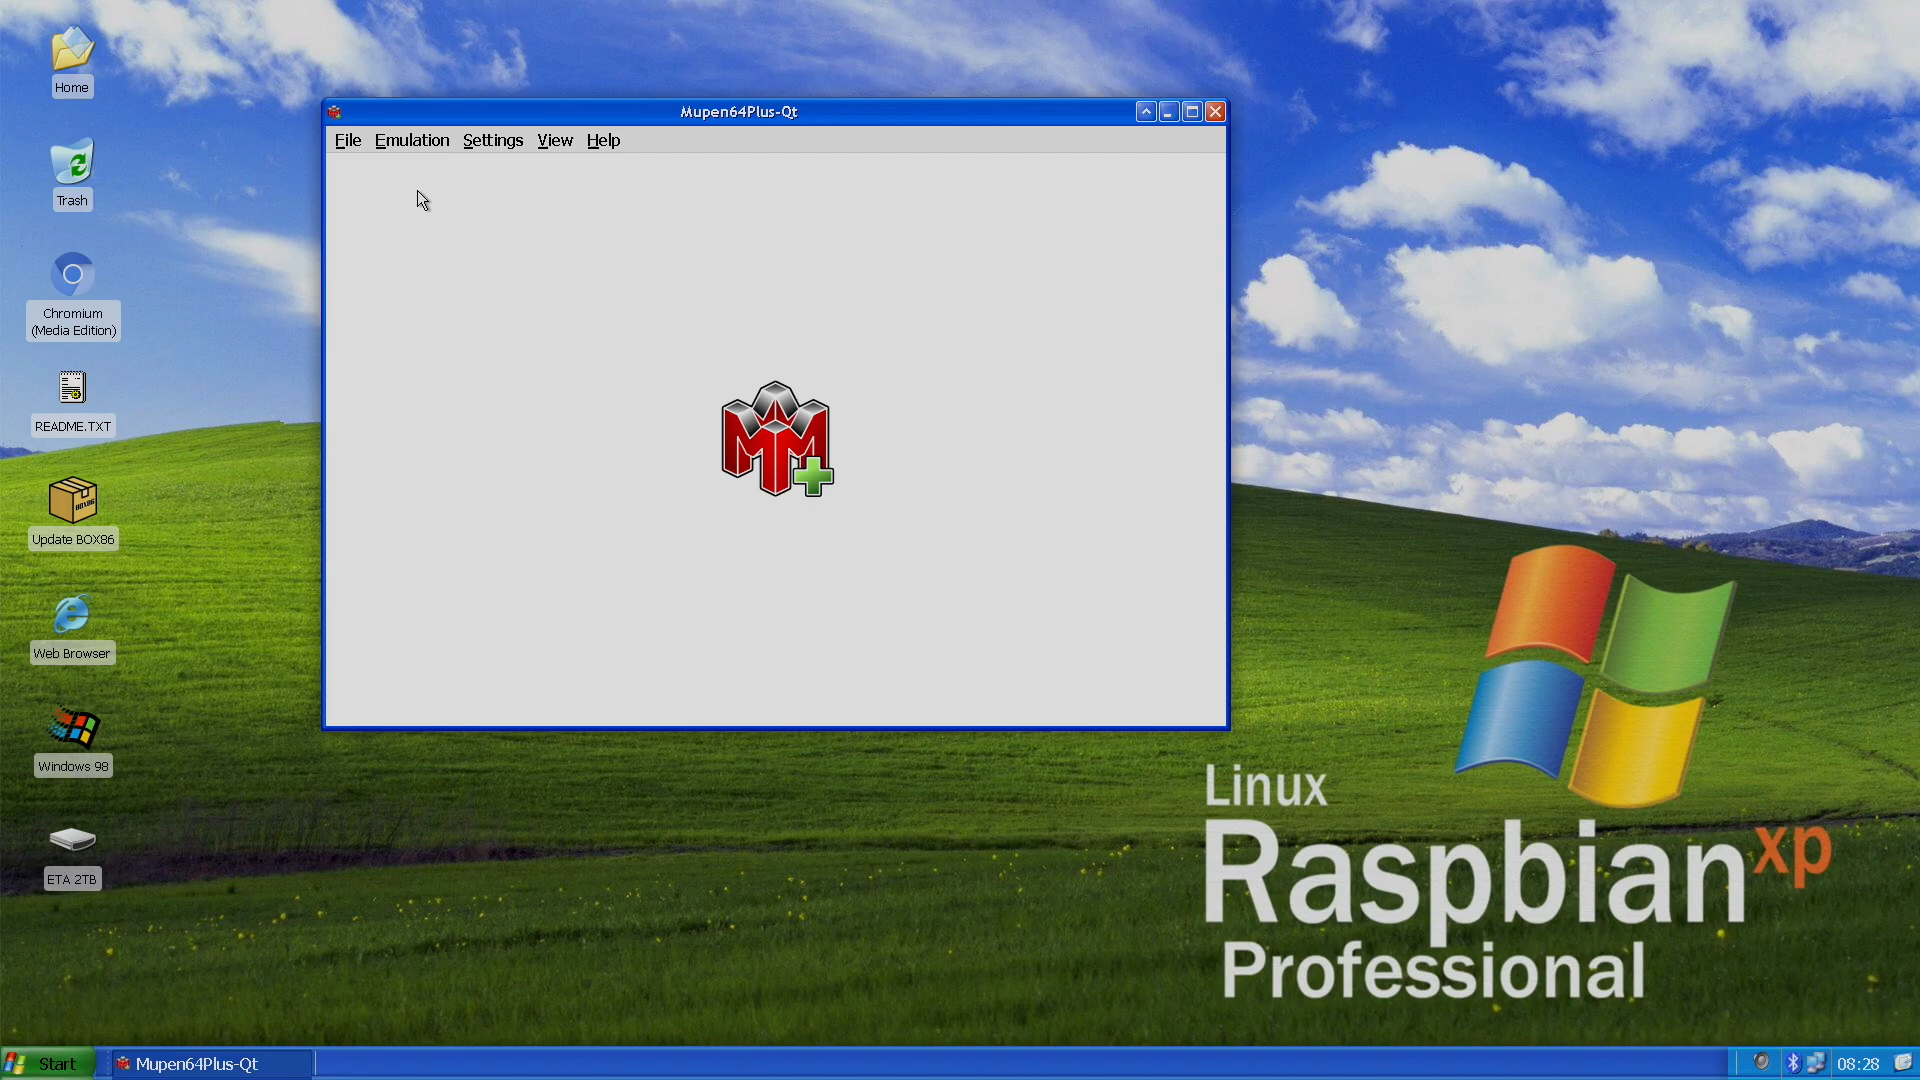 Home
Trash
Chromium
(Media Edition)
README.TXT
BOX86
Update BOX86
Web Browser
Windows 98
ETA 2TB
Mupen64Plus-Qt
File Emulation Settings View Help
Linux
Raspbian xp
Professional
Start Mupen64Plus-Qt 08:28